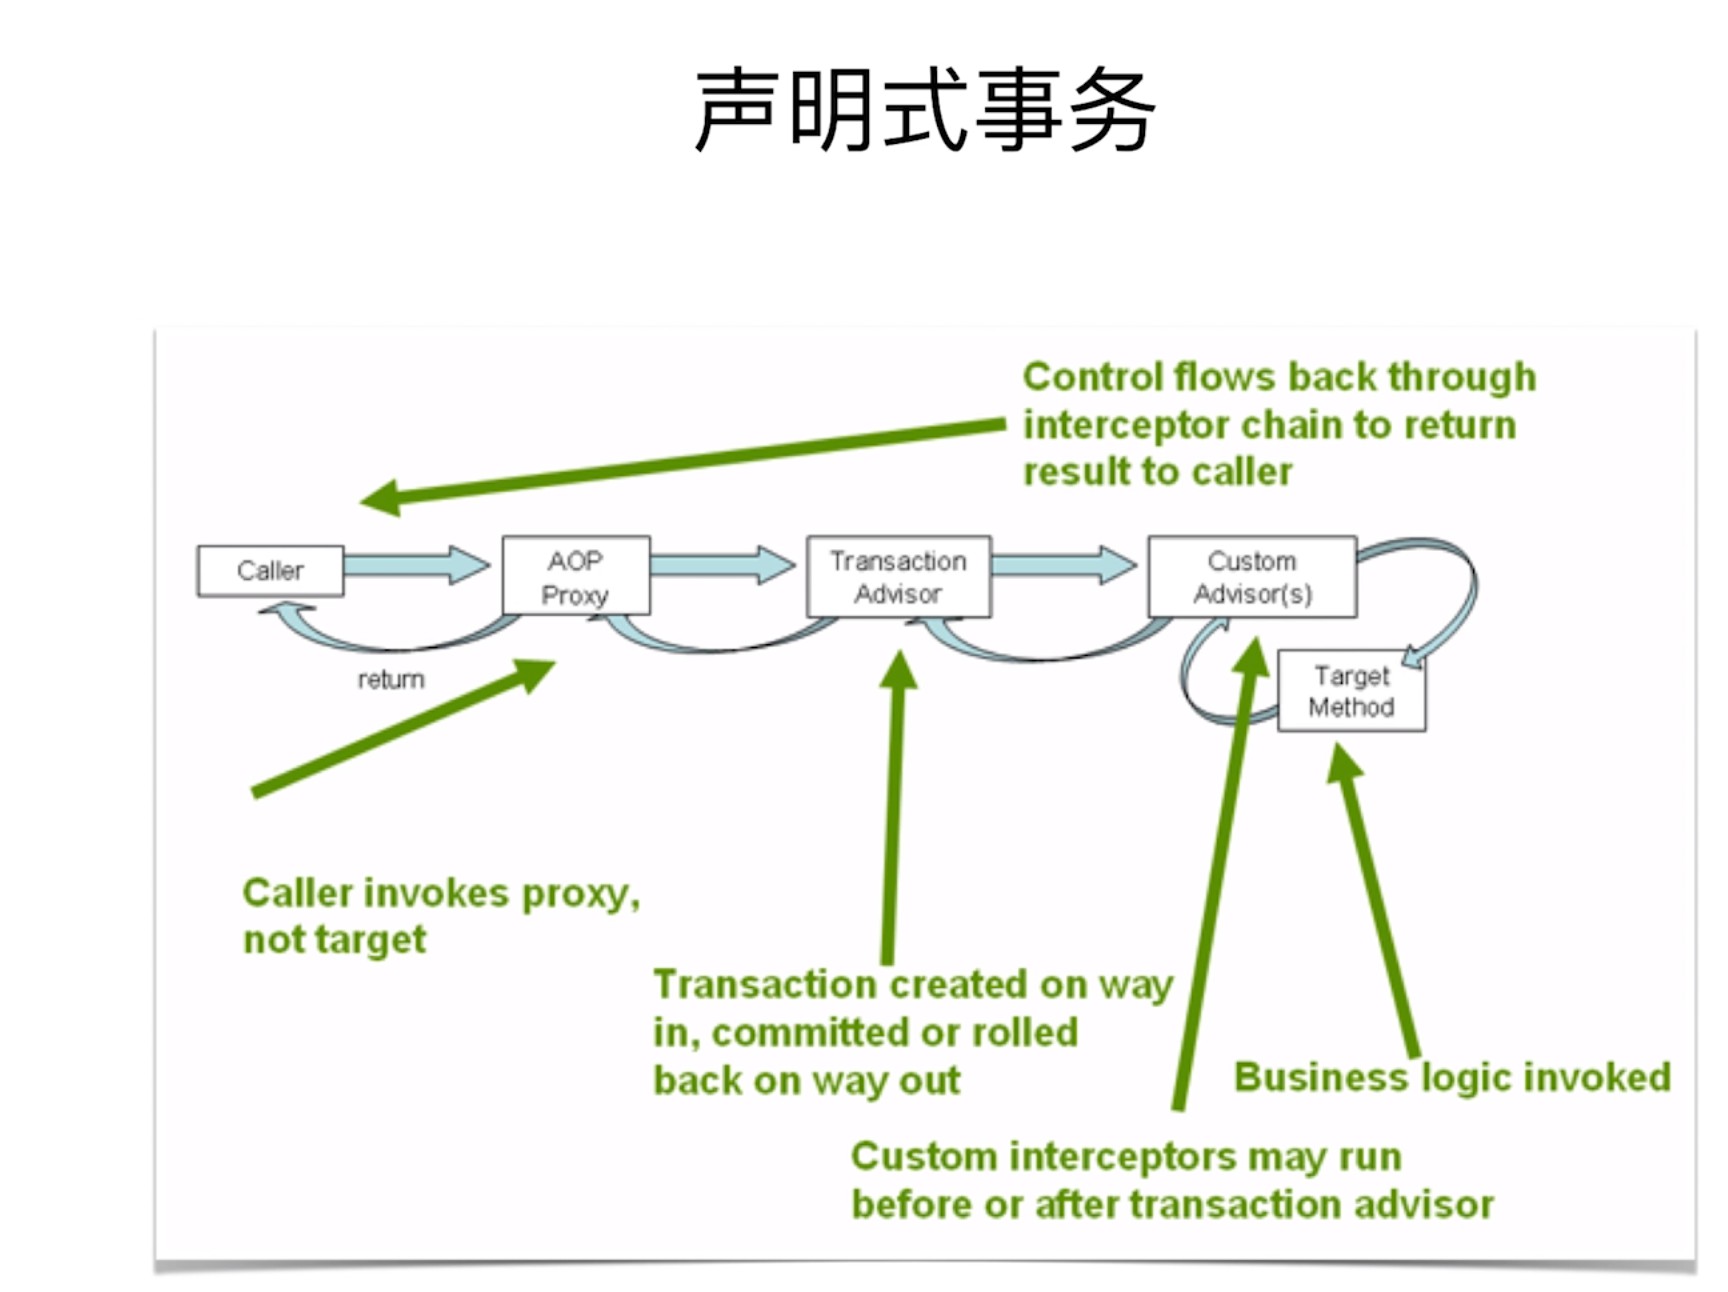 声明式事务
Control flows back through
interceptor chain to return
result to caller
Caller
AOP
Proxy
Transaction
Advisor
Custom
Advisor(s)
return
Target
Method
Caller invokes proxy,
not target
Transaction created on way
in, committed or rolled
back on way out
Business logic invoked
Custom interceptors may run
before or after transaction advisor